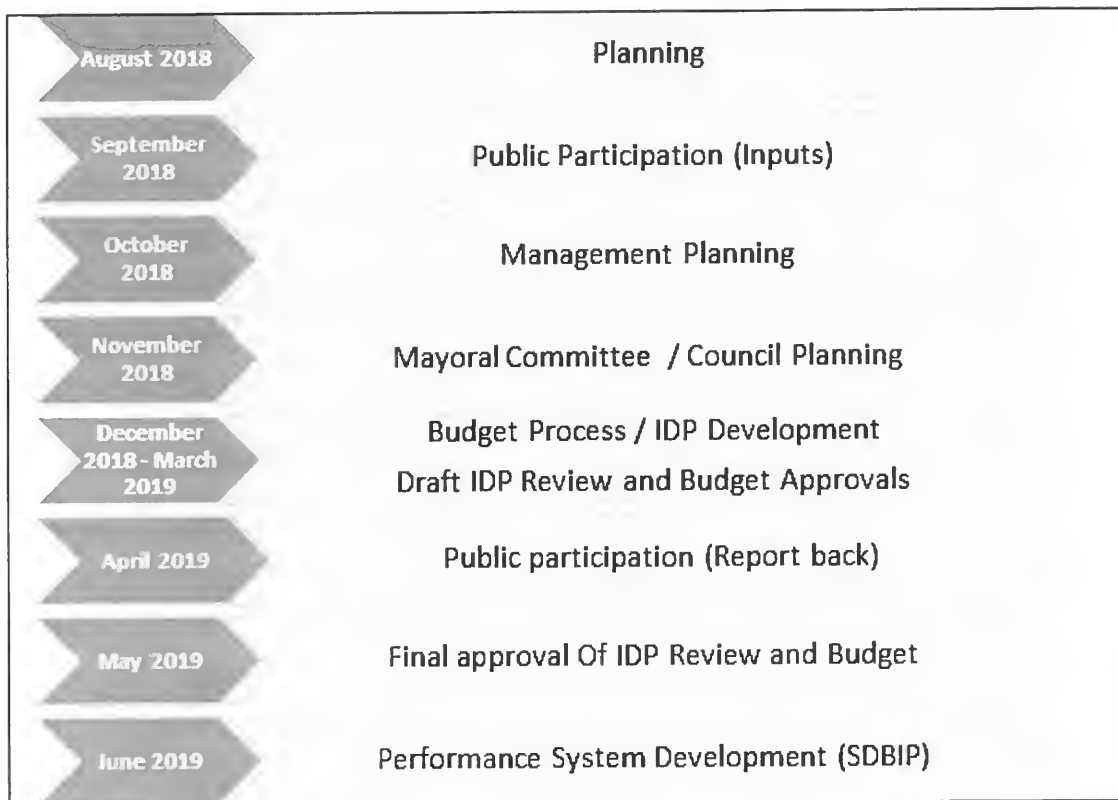 August 2018
Planning
September
2018
Public Participation (Inputs)
October
2018
Management Planning
November
2018
Mayoral Committee / Council Planning
December
2018 - March
2019
Budget Process / IDP Development
Draft IDP Review and Budget Approvals
April 2019
Public participation (Report back)
May 2019
Final approval Of IDP Review and Budget
June 2019
Performance System Development (SDBIP)